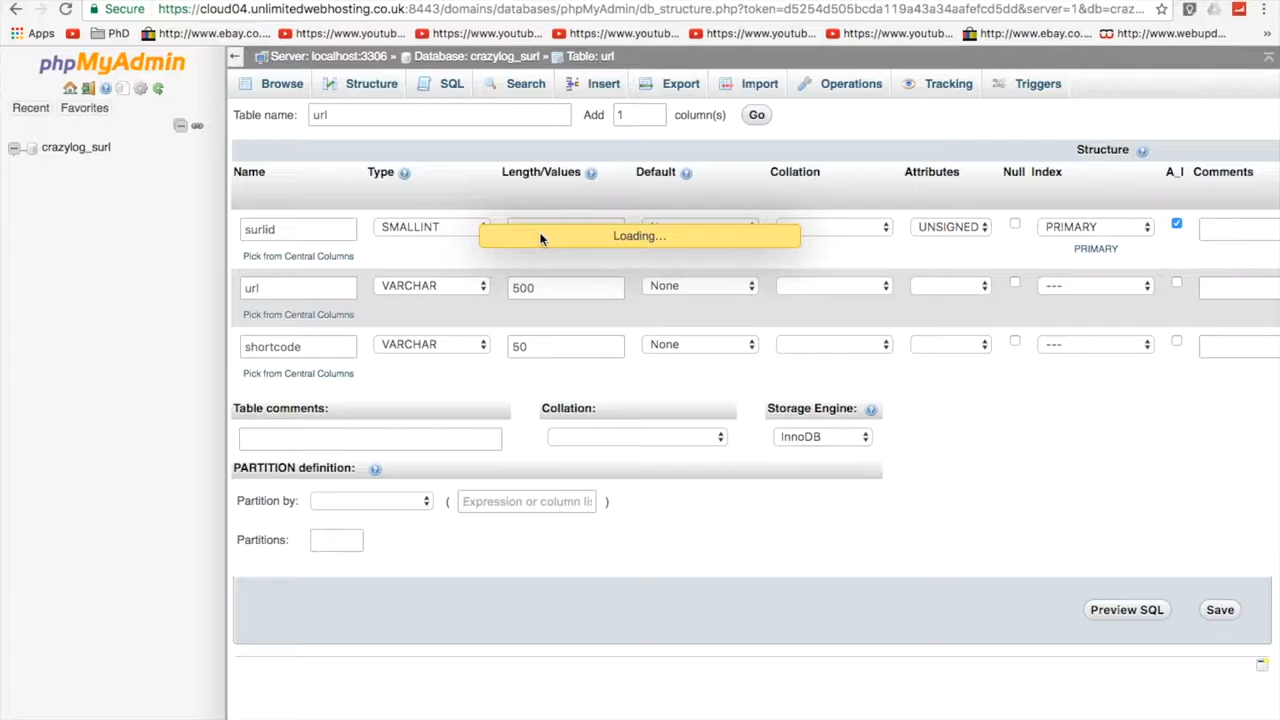 Secure https://cloud04.unlimitedwebhosting.co.uk:8443/domains/databases/phpMyAdmin/db_structure.php?token=d5254d505bcda119a43a34aafefcd5dd&server=1&db=craz...
Apps PhD http://www.ebay.co... https://www.youtub... https://www.youtub... https://www.youtub... https://www.youtub... http://www.ebay.co... http://www.webupd... »
phpMyAdmin
Recent Favorites
crazylog_surl
Server: localhost:3306 » Database: crazylog_surl » Table: url
Browse Structure SQL Search Insert Export Import Operations Tracking Triggers
Table name: url Add 1 column(s) Go
Structure
Name Type Length/Values Default Collation Attributes Null Index A_I Comments
surlid SMALLINT UNSIGNED PRIMARY
Loading...
Pick from Central Columns PRIMARY
url VARCHAR 500 None ---
Pick from Central Columns
shortcode VARCHAR 50 None ---
Pick from Central Columns
Table comments: Collation: Storage Engine:
InnoDB
PARTITION definition:
Partition by: ( Expression or column lis )
Partitions:
Preview SQL Save